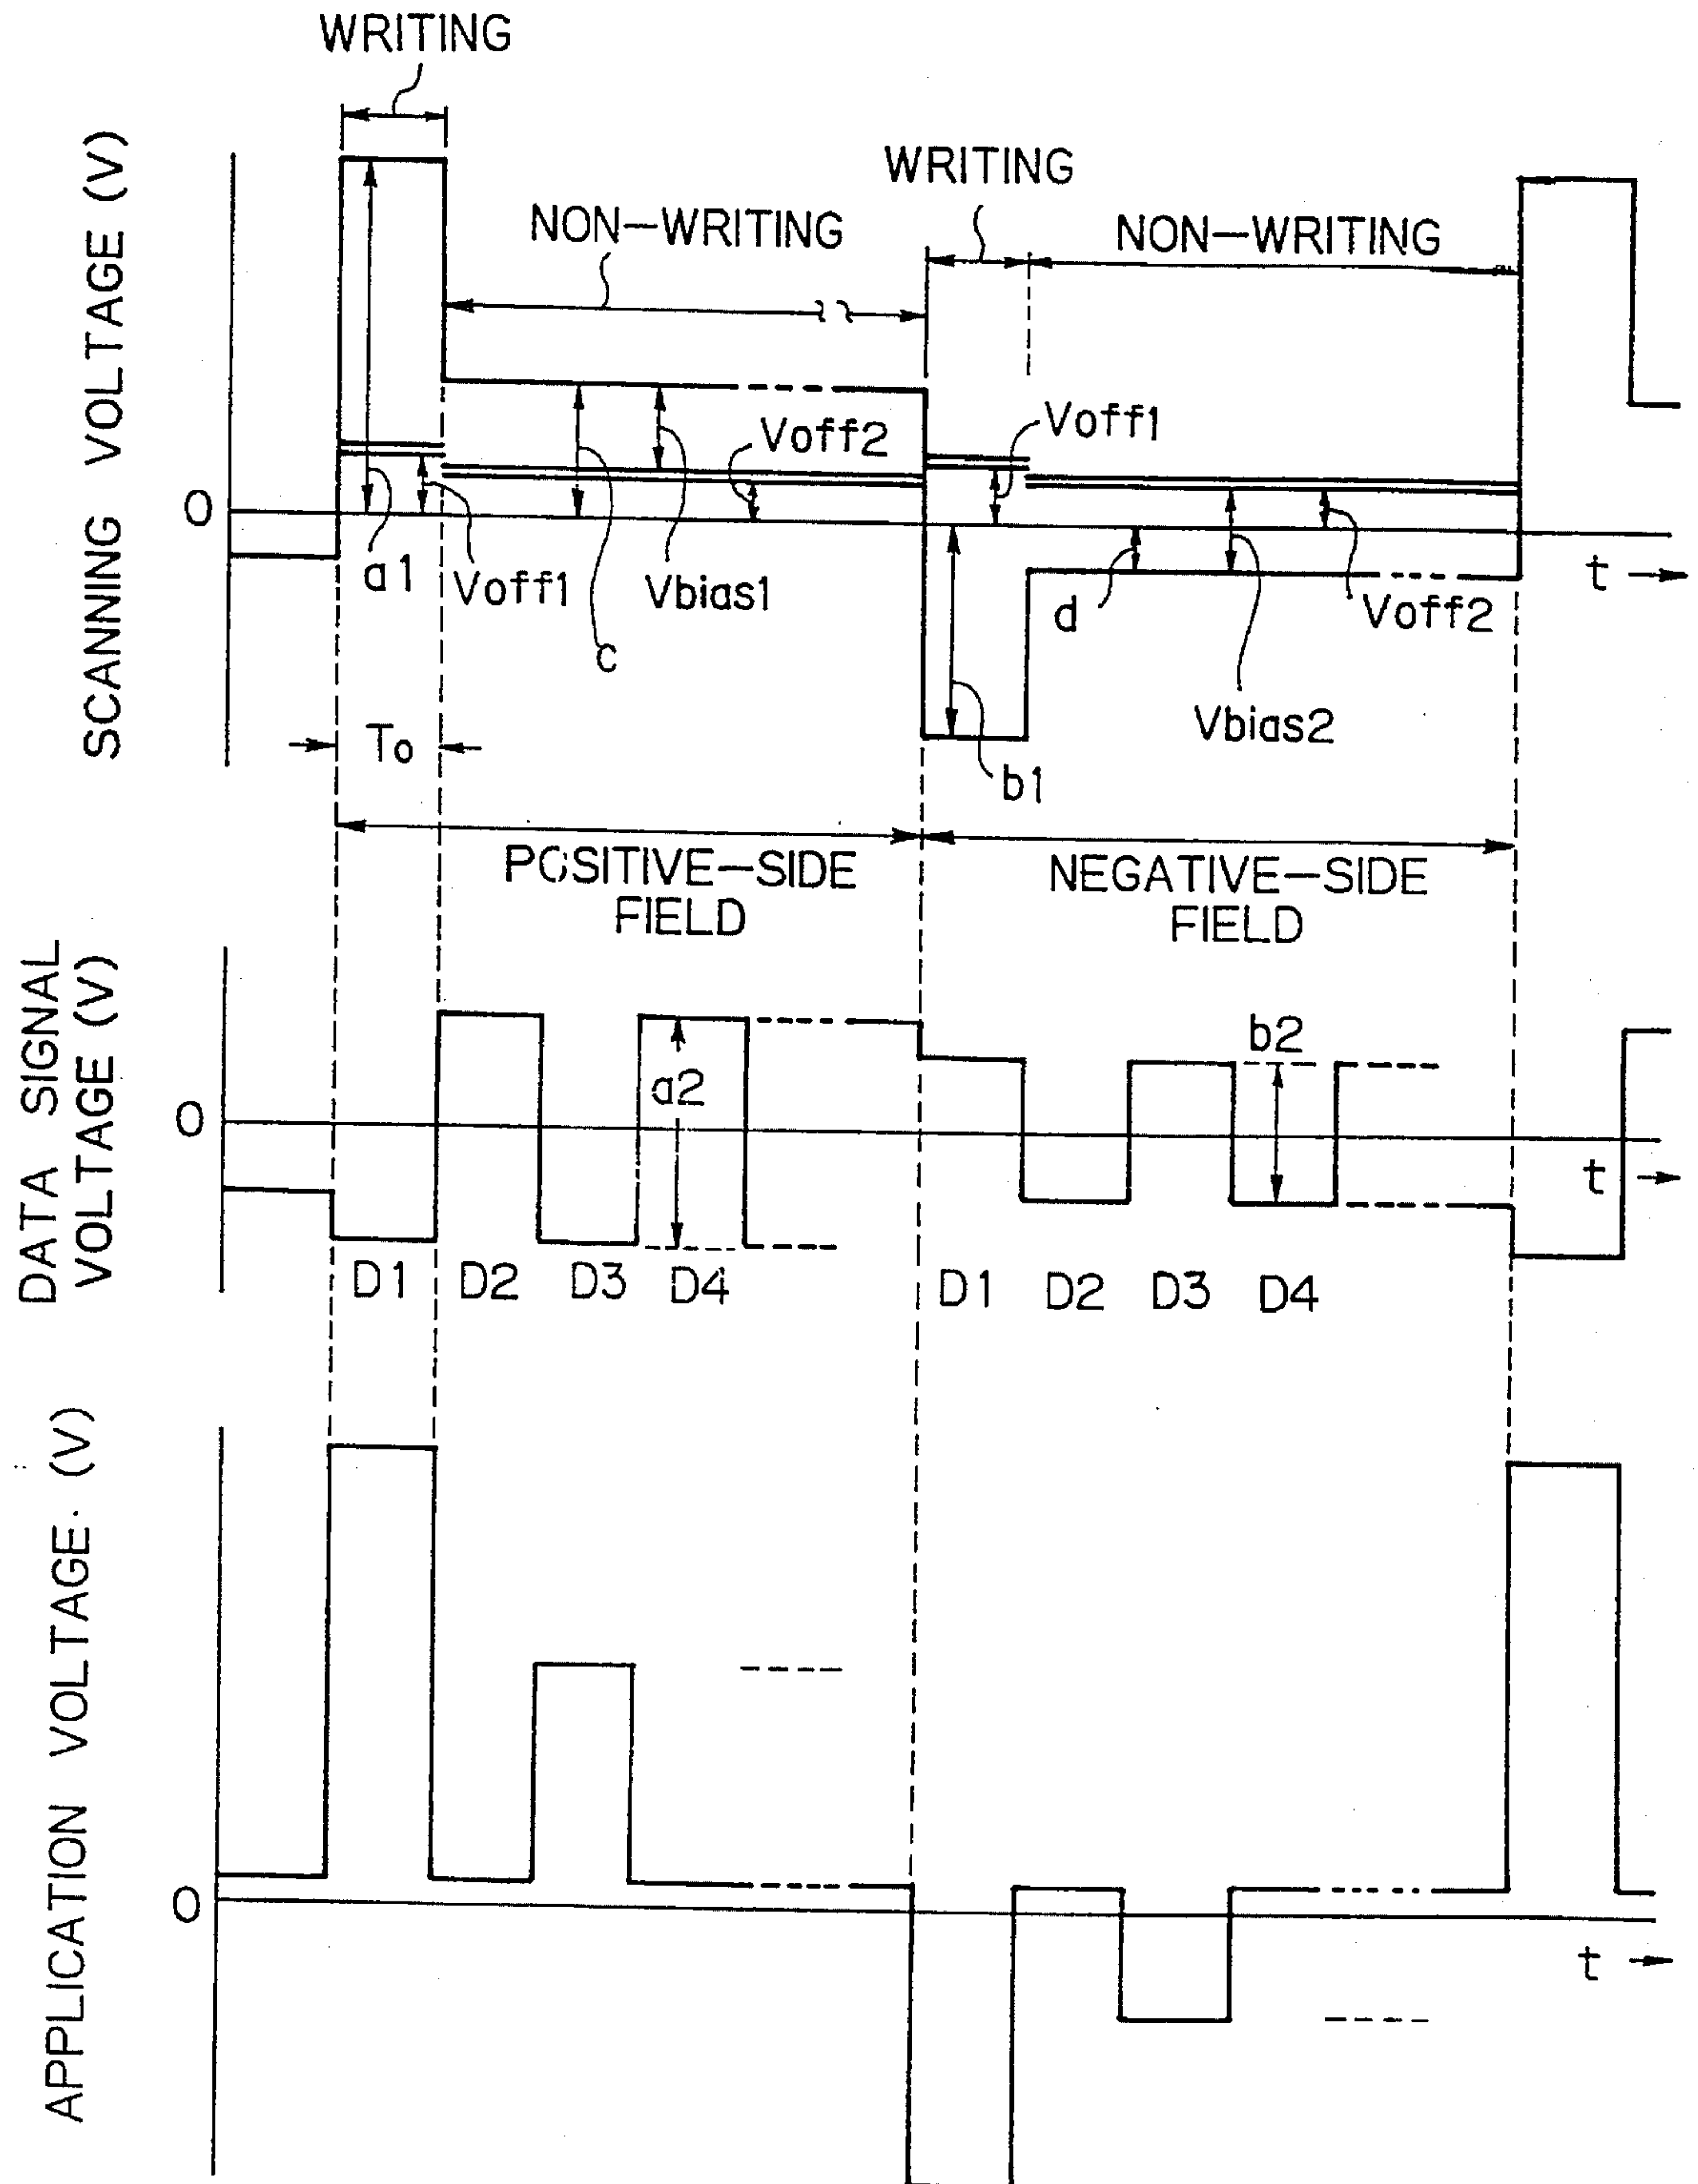 WRITING
WRITING
NON-WRITING
NON-WRITING
SCANNING VOLTAGE (V)
Voff2
Voff1
0
a1
Voff1
Vbias1
c
d
Voff2
t
Vbias2
To
b1
POSITIVE-SIDE
FIELD
NEGATIVE-SIDE
FIELD
DATA SIGNAL
VOLTAGE (V)
a2
b2
0
t
D1 D2 D3 D4 D1 D2 D3 D4
APPLICATION VOLTAGE (V)
0
t